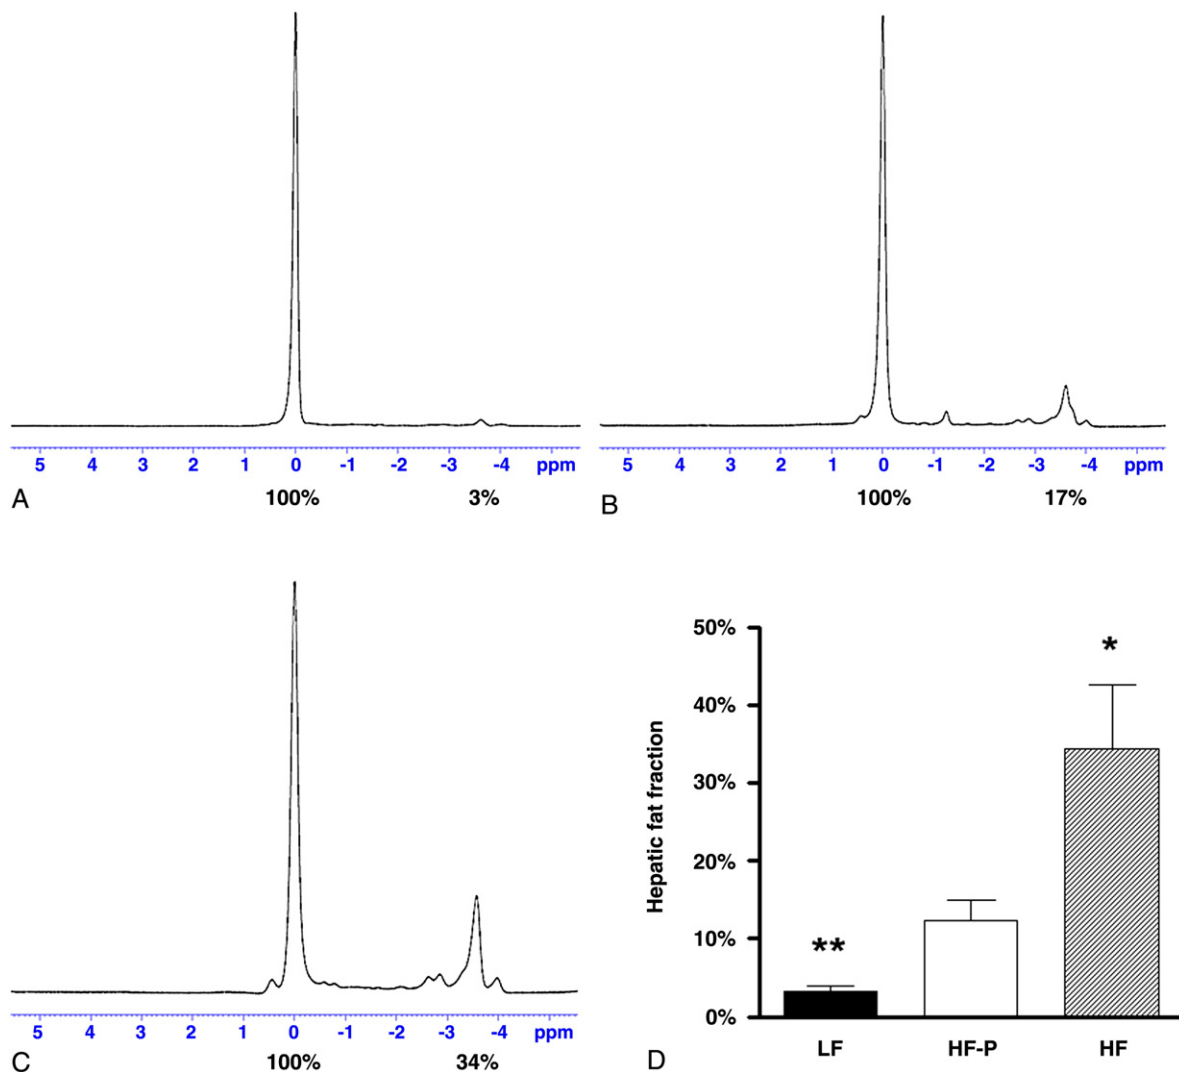 5 4 3 2 1 0 -1 -2 -3 -4 ppm
100% 3%
A
5 4 3 2 1 0 -1 -2 -3 -4 ppm
100% 17%
B
5 4 3 2 1 0 -1 -2 -3 -4 ppm
100% 34%
C
Hepatic fat fraction
50%
40%
30%
20%
10%
0%
**
*
LF HF-P HF
D